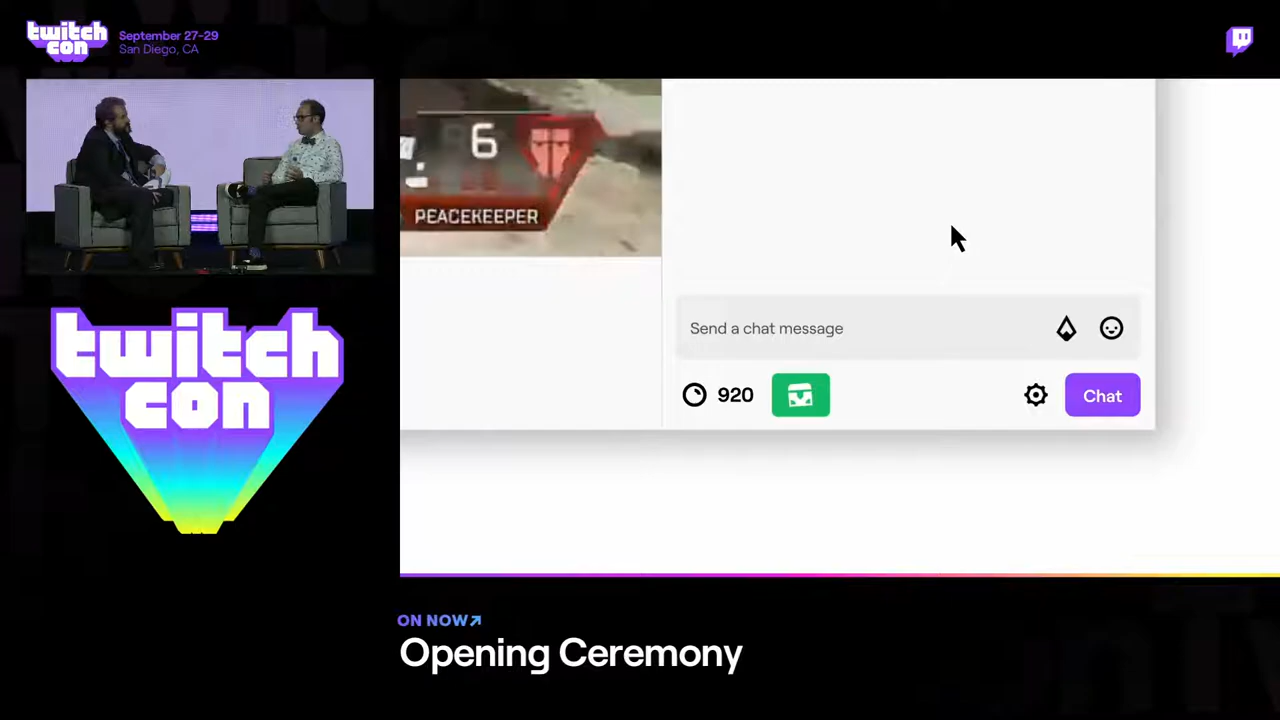 twitch
con
September 27-29
San Diego, CA
6
PEACEKEEPER
Send a chat message
920
Chat
twitch
con
ON NOW
Opening Ceremony